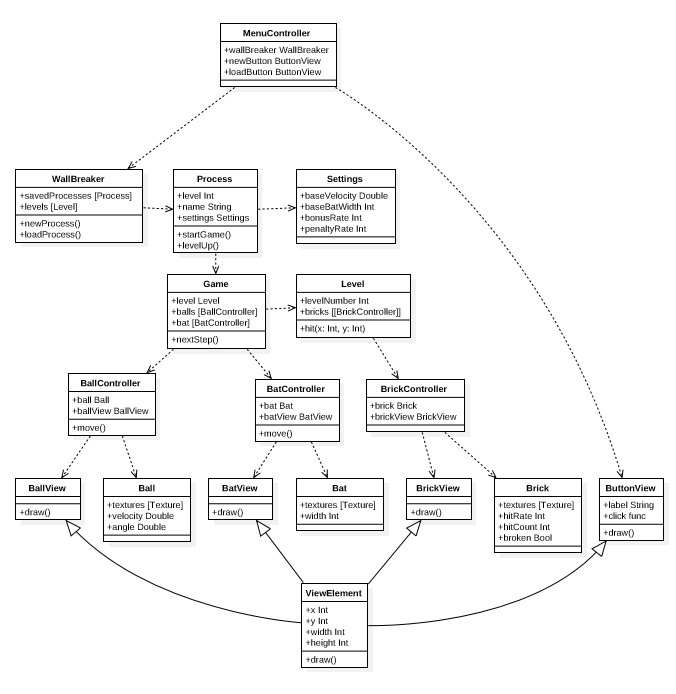 MenuController
+wallBreaker WallBreaker
+newButton ButtonView
+loadButton ButtonView
WallBreaker
+savedProcesses [Process]
+levels [Level]
+newProcess()
+loadProcess()
Process
+level Int
+name String
+settings Settings
+startGame()
+levelUp()
Settings
+baseVelocity Double
+baseBatWidth Int
+bonusRate Int
+penaltyRate Int
Game
+level Level
+balls [BallController]
+bat [BatController]
+nextStep()
Level
+levelNumber Int
+bricks [[BrickController]]
+hit(x: Int, y: Int)
BallController
+ball Ball
+ballView BallView
+move()
BatController
+bat Bat
+batView BatView
+move()
BrickController
+brick Brick
+brickView BrickView
BallView
+draw()
Ball
+textures [Texture]
+velocity Double
+angle Double
BatView
+draw()
Bat
+textures [Texture]
+width Int
BrickView
+draw()
Brick
+textures [Texture]
+hitRate Int
+hitCount Int
+broken Bool
ButtonView
+label String
+click func
+draw()
ViewElement
+x Int
+y Int
+width Int
+height Int
+draw()